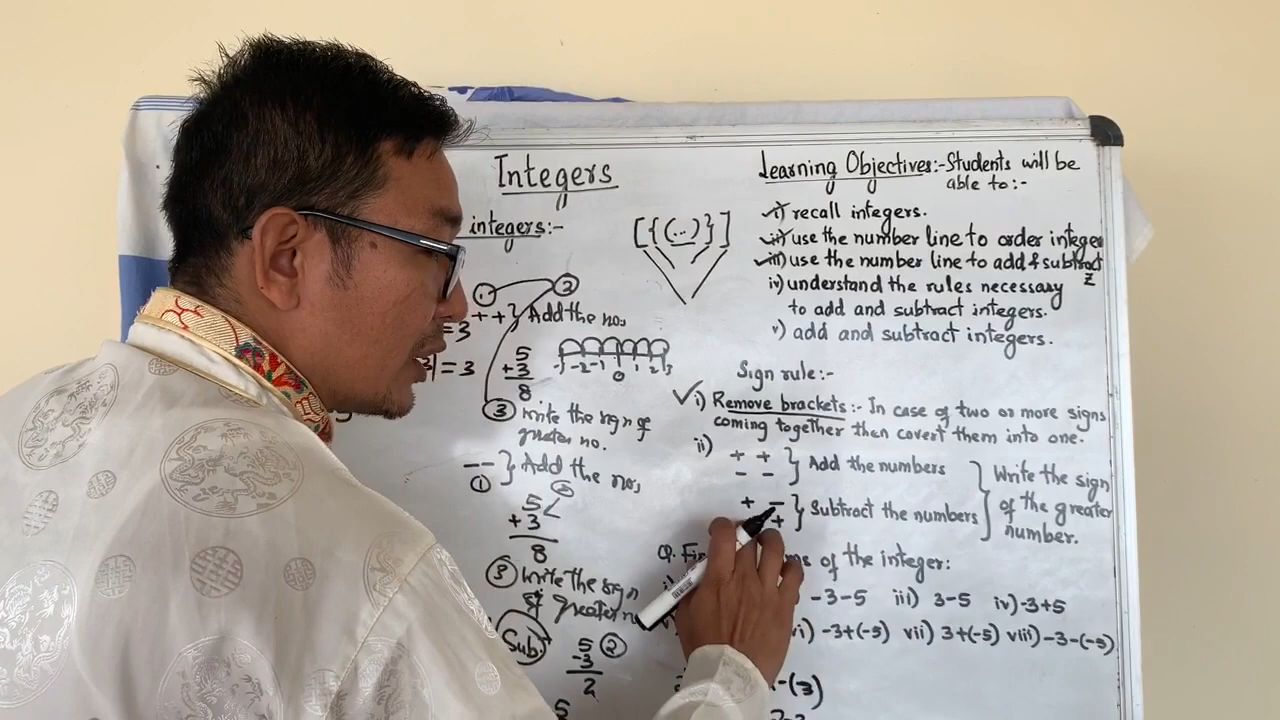 Integers
integers:-
[{(..)}]
++} Add the no,
= 3
3| = 3
5
+3
8
-3 -2 -1 0 1 2 3
③ write the sign of
greater no.
--} Add the no,
① ②
5
+3
8
③ Write the sign
of greater no
Sub.
5 ②
-3
2
5
Learning Objectives:- Students will be
able to:-
i) recall integers.
ii) use the number line to order integer
iii) use the number line to add & subtract
Z
iv) understand the rules necessary
to add and subtract integers.
v) add and subtract integers.
Sign rule:-
i) Remove brackets:- In case of two or more signs
coming together then covert them into one.
ii) + +
- - } Add the numbers
+ -
+ } Subtract the numbers
} Write the sign
of the greater
number.
Q. of the integer:
-3-5 iii) 3-5 iv) -3+5
vi) -3+(-5) vii) 3+(-5) viii) -3-(-5)
-(3)